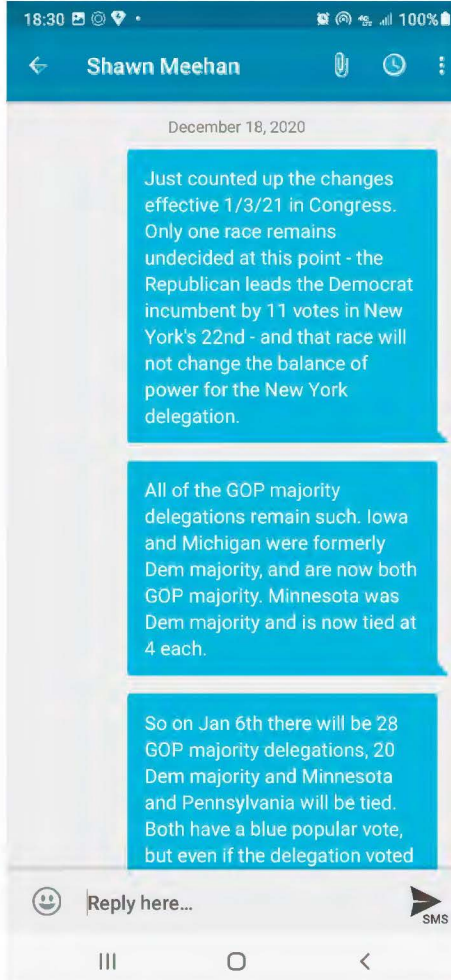 18:30 100%
Shawn Meehan
December 18, 2020
Just counted up the changes
effective 1/3/21 in Congress.
Only one race remains
undecided at this point - the
Republican leads the Democrat
incumbent by 11 votes in New
York's 22nd - and that race will
not change the balance of
power for the New York
delegation.
All of the GOP majority
delegations remain such. Iowa
and Michigan were formerly
Dem majority, and are now both
GOP majority. Minnesota was
Dem majority and is now tied at
4 each.
So on Jan 6th there will be 28
GOP majority delegations, 20
Dem majority and Minnesota
and Pennsylvania will be tied.
Both have a blue popular vote,
but even if the delegation voted
Reply here...
SMS